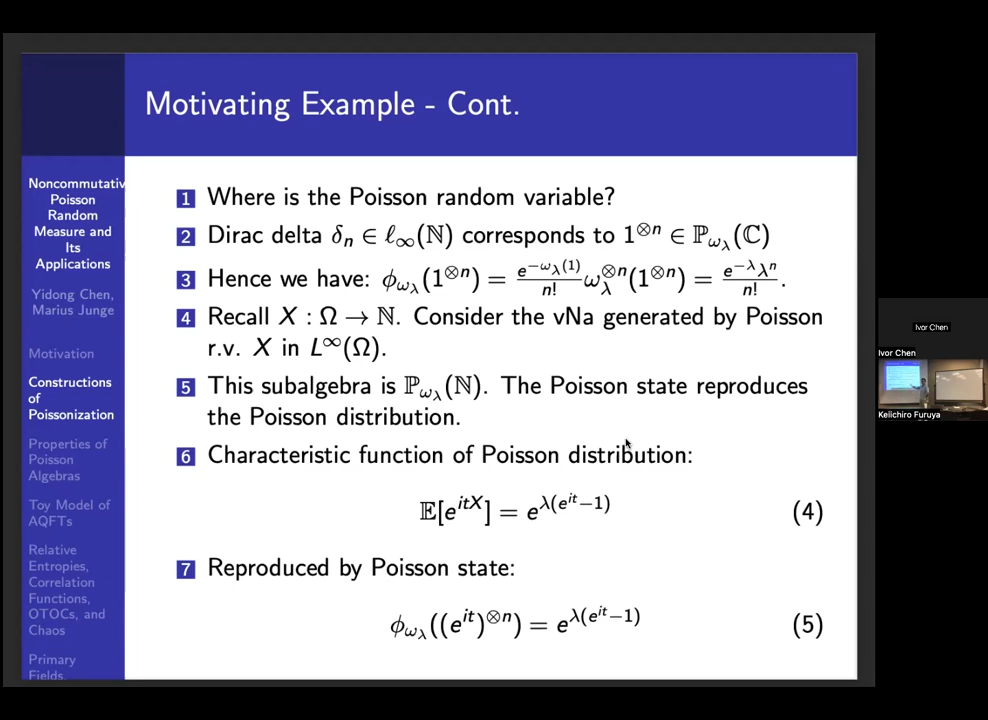 Motivating Example - Cont.
Noncommutativ
Poisson
Random
Measure and
Its
Applications
Yidong Chen,
Marius Junge
Motivation
Constructions
of
Poissonization
Properties of
Poisson
Algebras
Toy Model of
AQFTs
Relative
Entropies,
Correlation
Functions,
OTOCs, and
Chaos
Primary
Fields,
1 Where is the Poisson random variable?
2 Dirac delta δₙ ∈ ℓ∞(ℕ) corresponds to 1^{⊗n} ∈ ℙ_{ω_λ}(ℂ)
3 Hence we have: ϕ_{ω_λ}(1^{⊗n}) = \frac{e^{-ω_λ(1)}}{n!} ω_λ^{⊗n}(1^{⊗n}) = \frac{e^{-λ}λ^n}{n!}.
4 Recall X : Ω → ℕ. Consider the vNa generated by Poisson
r.v. X in L^∞(Ω).
5 This subalgebra is ℙ_{ω_λ}(ℕ). The Poisson state reproduces
the Poisson distribution.
6 Characteristic function of Poisson distribution:
𝔼[e^{itX}] = e^{λ(e^{it}−1)} (4)
7 Reproduced by Poisson state:
ϕ_{ω_λ}((e^{it})^{⊗n}) = e^{λ(e^{it}−1)} (5)
Ivor Chen
Ivor Chen
Keiichiro Furuya